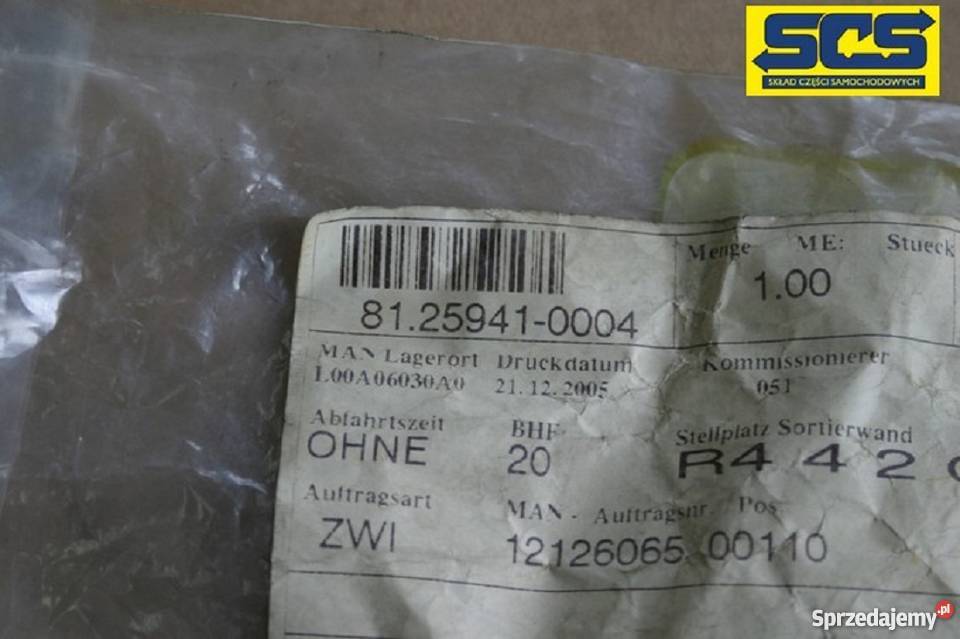 SCS
SKŁAD CZĘŚCI SAMOCHODOWYCH
Menge ME: Stueck
1.00
81.25941-0004
MAN Lagerort Druckdatum Kommissionierer
L00A06030A0 21.12.2005 051
Abfahrtszeit BHF Stellplatz Sortierwand
OHNE 20 R4 4 2
Auftragsart MAN - Auftragsnr. Pos
ZWI 12126065 00110
Sprzedajemy.pl